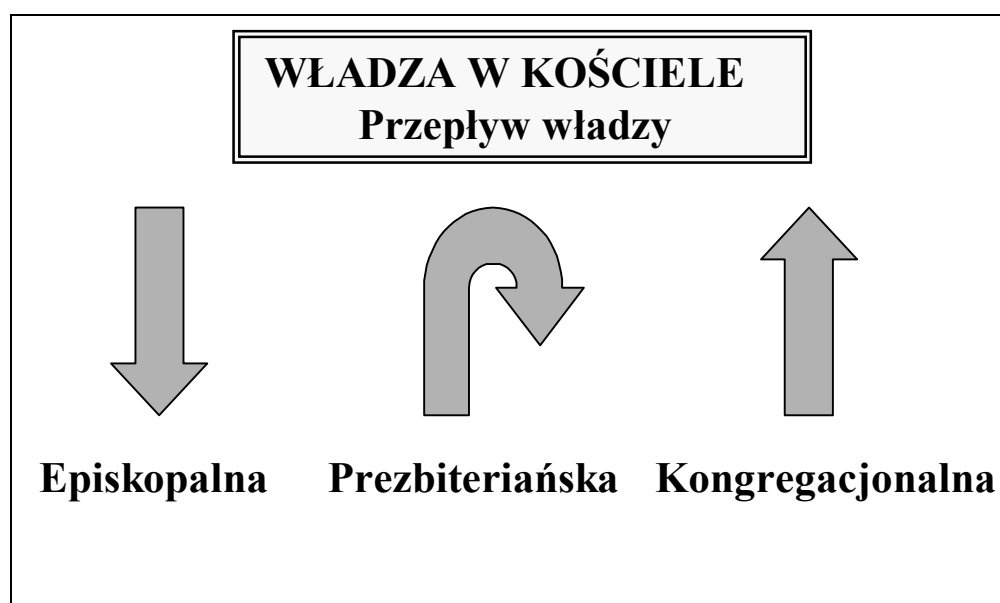 WŁADZA W KOŚCIELE
Przepływ władzy
Episkopalna
Prezbiteriańska
Kongregacjonalna